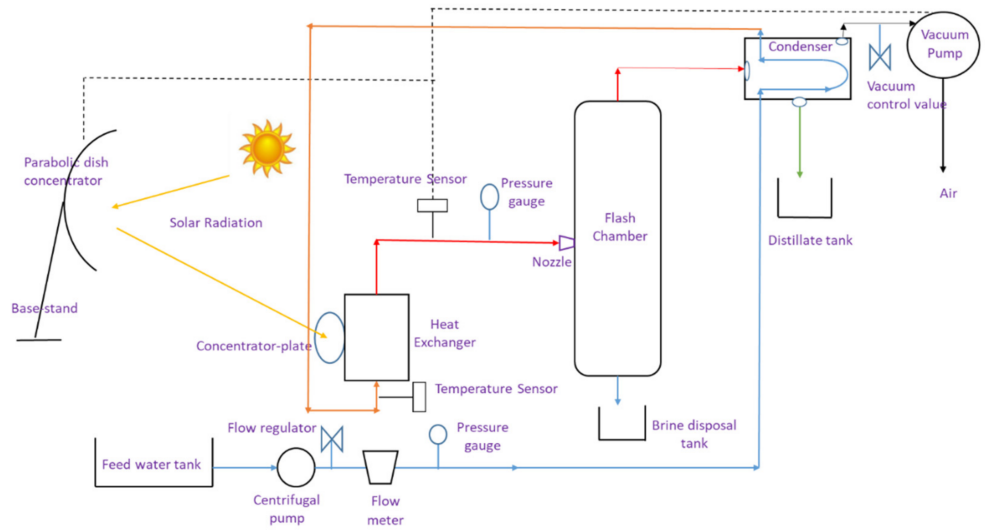 Condenser
Vacuum
Pump
Vacuum
control value
Parabolic dish
concentrator
Temperature Sensor
Pressure
gauge
Solar Radiation
Flash
Chamber
Air
Distillate tank
Nozzle
Base-stand
Heat
Exchanger
Concentrator-plate
Temperature Sensor
Flow regulator
Pressure
gauge
Brine disposal
tank
Feed water tank
Centrifugal
pump
Flow
meter